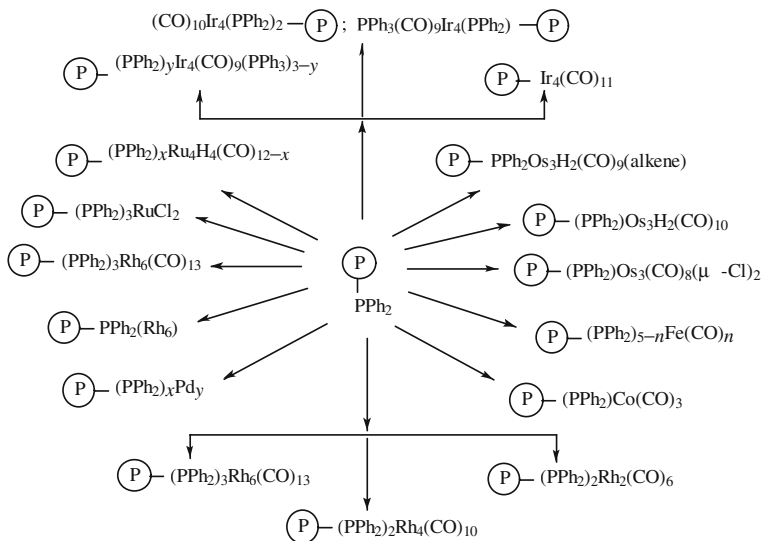 (CO)10Ir4(PPh2)2 — P ; PPh3(CO)9Ir4(PPh2) — P
P — (PPh2)yIr4(CO)9(PPh3)3–y
P — Ir4(CO)11
P — (PPh2)xRu4H4(CO)12–x
P — PPh2Os3H2(CO)9(alkene)
P — (PPh2)3RuCl2
P — (PPh2)Os3H2(CO)10
P — (PPh2)3Rh6(CO)13
P
PPh2
P — (PPh2)Os3(CO)8(μ -Cl)2
P — PPh2(Rh6)
P — (PPh2)5–nFe(CO)n
P — (PPh2)xPdy
P — (PPh2)Co(CO)3
P — (PPh2)3Rh6(CO)13
P — (PPh2)2Rh2(CO)6
P — (PPh2)2Rh4(CO)10